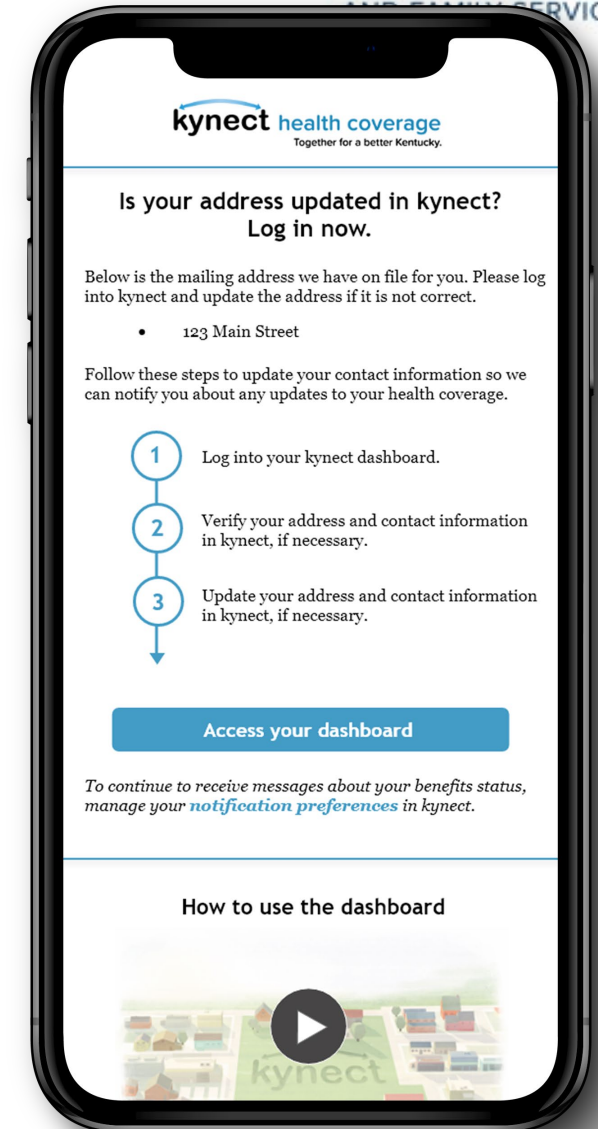 AND FAMILY SERVIC
kynect health coverage
Together for a better Kentucky.
Is your address updated in kynect?
Log in now.
Below is the mailing address we have on file for you. Please log
into kynect and update the address if it is not correct.
• 123 Main Street
Follow these steps to update your contact information so we
can notify you about any updates to your health coverage.
1 Log into your kynect dashboard.
2 Verify your address and contact information
in kynect, if necessary.
3 Update your address and contact information
in kynect, if necessary.
Access your dashboard
To continue to receive messages about your benefits status,
manage your notification preferences in kynect.
How to use the dashboard
kynect